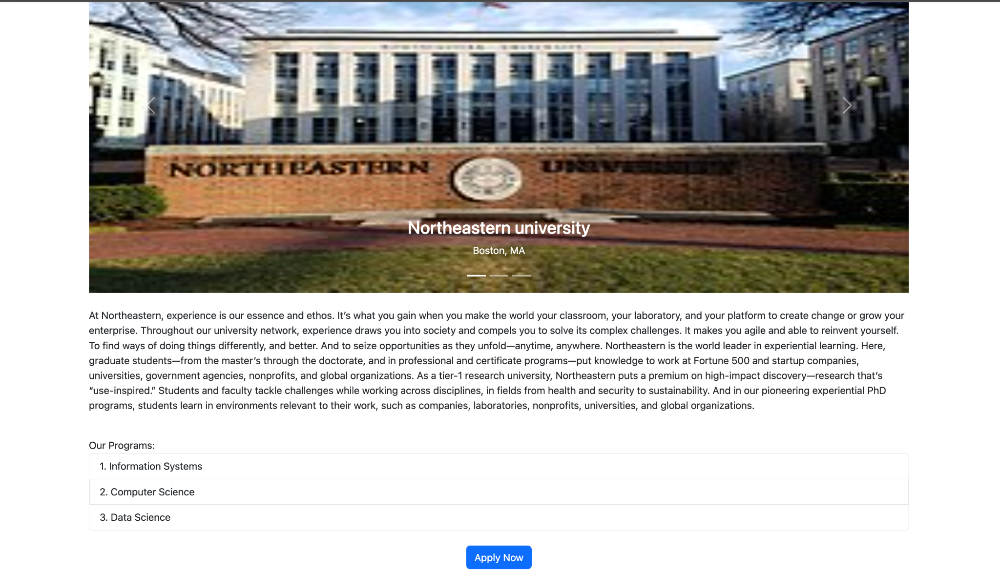 NORTHEASTERN UNIVERSITY
Northeastern university
Boston, MA
At Northeastern, experience is our essence and ethos. It’s what you gain when you make the world your classroom, your laboratory, and your platform to create change or grow your
enterprise. Throughout our university network, experience draws you into society and compels you to solve its complex challenges. It makes you agile and able to reinvent yourself.
To find ways of doing things differently, and better. And to seize opportunities as they unfold—anytime, anywhere. Northeastern is the world leader in experiential learning. Here,
graduate students—from the master’s through the doctorate, and in professional and certificate programs—put knowledge to work at Fortune 500 and startup companies,
universities, government agencies, nonprofits, and global organizations. As a tier-1 research university, Northeastern puts a premium on high-impact discovery—research that’s
“use-inspired.” Students and faculty tackle challenges while working across disciplines, in fields from health and security to sustainability. And in our pioneering experiential PhD
programs, students learn in environments relevant to their work, such as companies, laboratories, nonprofits, universities, and global organizations.
Our Programs:
1. Information Systems
2. Computer Science
3. Data Science
Apply Now